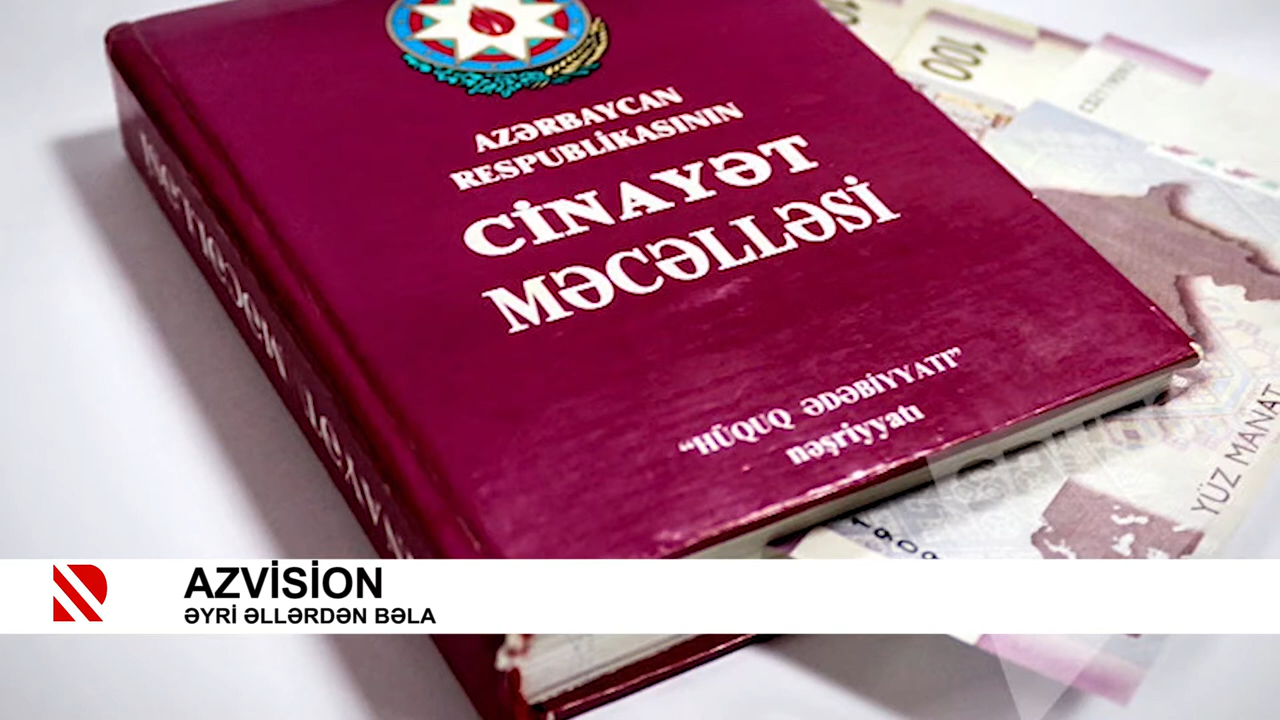 100
AZƏRBAYCAN
RESPUBLİKASININ
CİNAYƏT
MƏCƏLLƏSİ
"HÜQUQ ƏDƏBİYYATI"
nəşriyyatı
YÜZ MANAT
AZVİSİON
ƏYRİ ƏLLƏRDƏN BƏLA